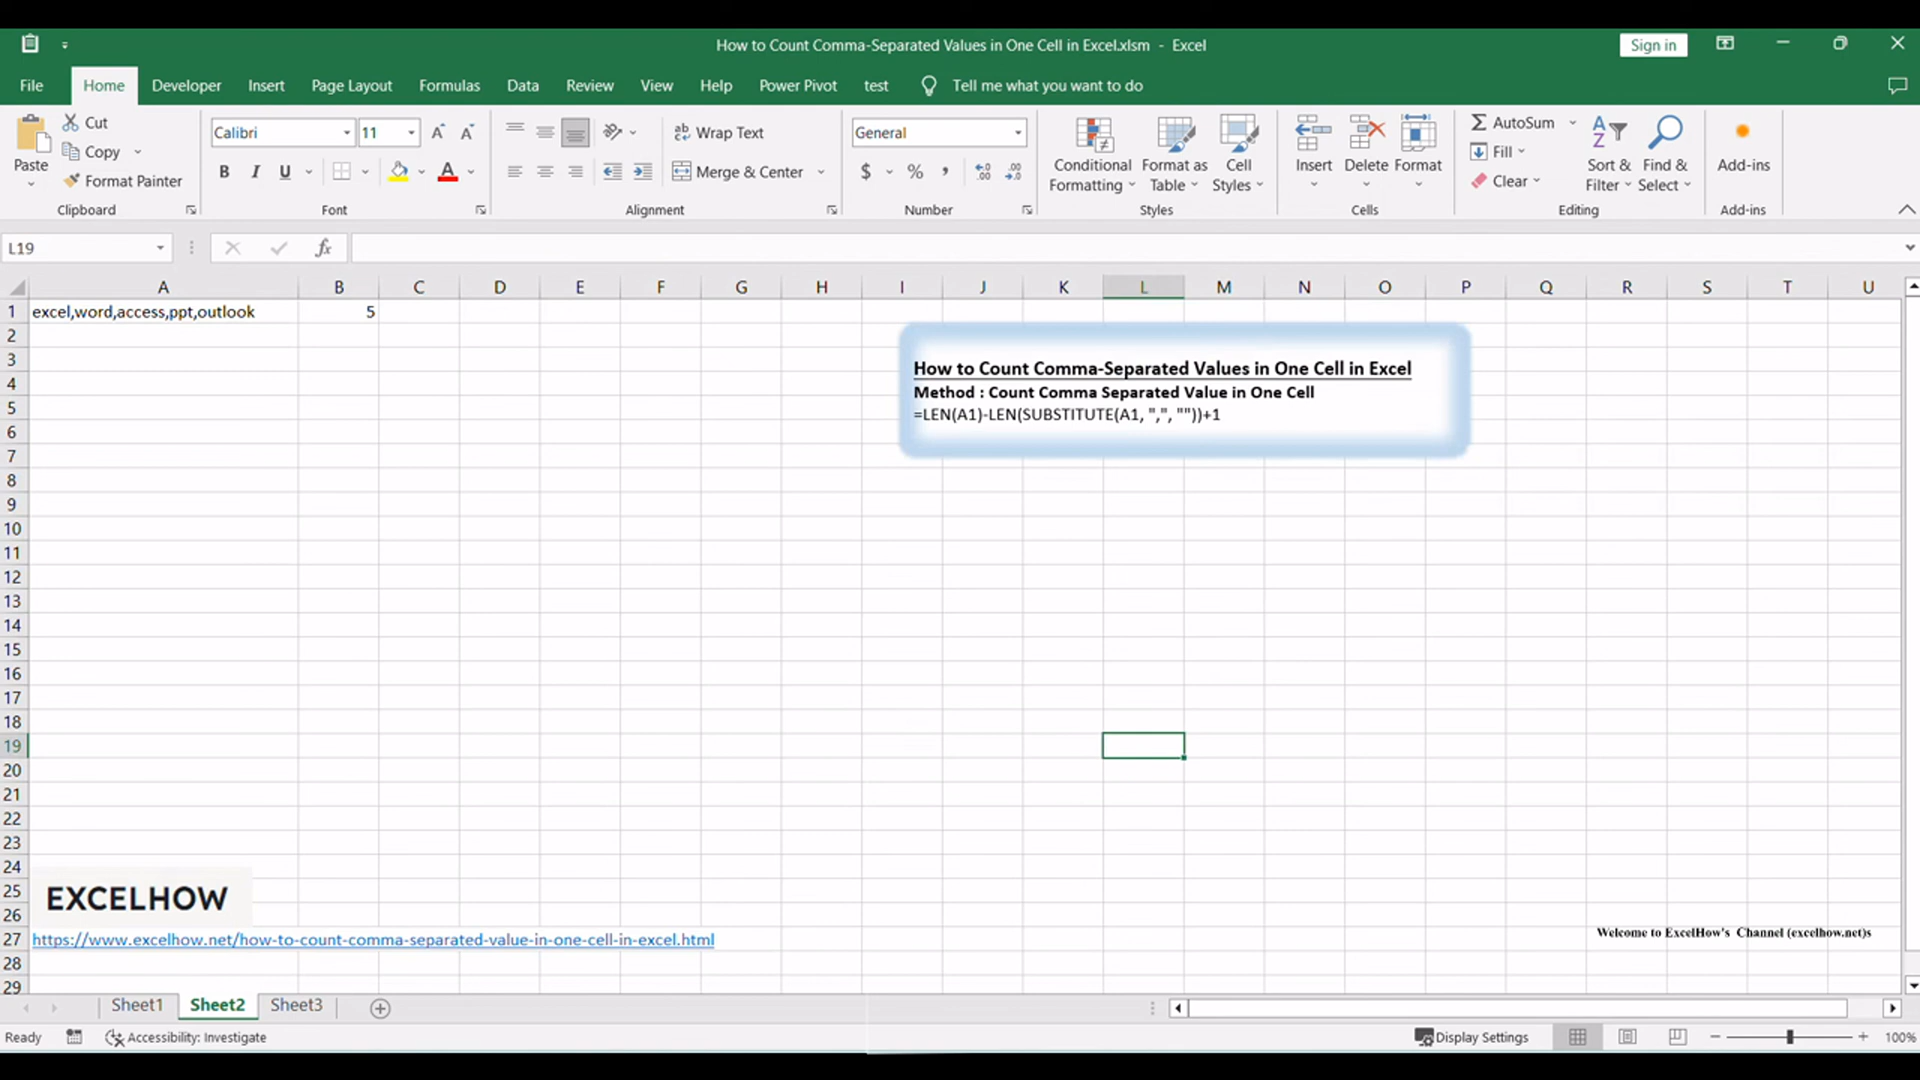 How to Count Comma-Separated Values in One Cell in Excel.xlsm - Excel
Sign in
File Home Developer Insert Page Layout Formulas Data Review View Help Power Pivot test Tell me what you want to do
Paste
Cut
Copy
Format Painter
Clipboard
Calibri 11
B I U A
Font
Wrap Text
Merge & Center
Alignment
General
$ % ,
Number
Conditional Formatting
Format as Table
Cell Styles
Styles
Insert Delete Format
Cells
AutoSum
Fill
Clear
Sort & Filter
Find & Select
Editing
Add-ins
Add-ins
L19 fx
A B C D E F G H I J K L M N O P Q R S T U
1 excel,word,access,ppt,outlook 5
2
3
4
5
6
7
8
9
10
11
12
13
14
15
16
17
18
19
20
21
22
23
24
25
26
27
28
29
How to Count Comma-Separated Values in One Cell in Excel
Method : Count Comma Separated Value in One Cell
=LEN(A1)-LEN(SUBSTITUTE(A1, ",", ""))+1
EXCELHOW
https://www.excelhow.net/how-to-count-comma-separated-value-in-one-cell-in-excel.html
Welcome to ExcelHow's Channel (excelhow.net)s
Sheet1 Sheet2 Sheet3
Ready Accessibility: Investigate Display Settings 100%